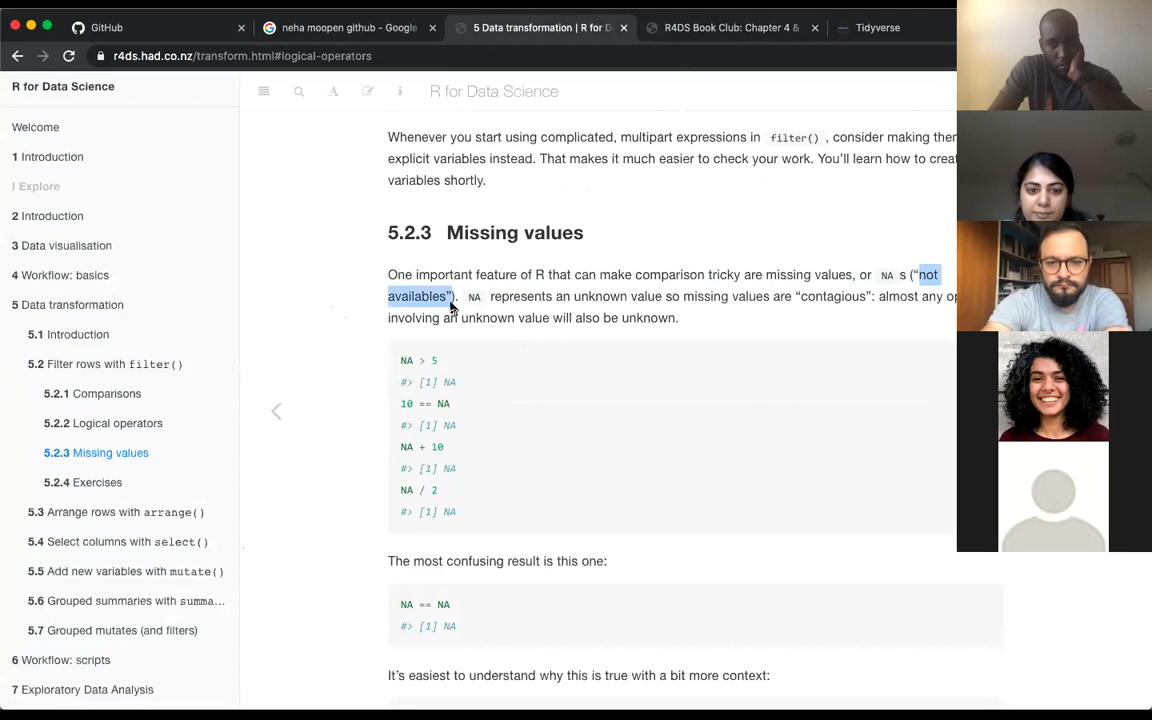 GitHub
neha moopen github - Google
5 Data transformation | R for D
R4DS Book Club: Chapter 4 &
Tidyverse
r4ds.had.co.nz/transform.html#logical-operators
R for Data Science
Welcome
1 Introduction
I Explore
2 Introduction
3 Data visualisation
4 Workflow: basics
5 Data transformation
5.1 Introduction
5.2 Filter rows with filter()
5.2.1 Comparisons
5.2.2 Logical operators
5.2.3 Missing values
5.2.4 Exercises
5.3 Arrange rows with arrange()
5.4 Select columns with select()
5.5 Add new variables with mutate()
5.6 Grouped summaries with summa...
5.7 Grouped mutates (and filters)
6 Workflow: scripts
7 Exploratory Data Analysis
R for Data Science
Whenever you start using complicated, multipart expressions in filter() , consider making
explicit variables instead. That makes it much easier to check your work. You’ll learn how to
variables shortly.
5.2.3 Missing values
One important feature of R that can make comparison tricky are missing values, or NA s (“not
availables”). NA represents an unknown value so missing values are “contagious”: almost any
involving an unknown value will also be unknown.
NA > 5
#> [1] NA
10 == NA
#> [1] NA
NA + 10
#> [1] NA
NA / 2
#> [1] NA
The most confusing result is this one:
NA == NA
#> [1] NA
It’s easiest to understand why this is true with a bit more context: